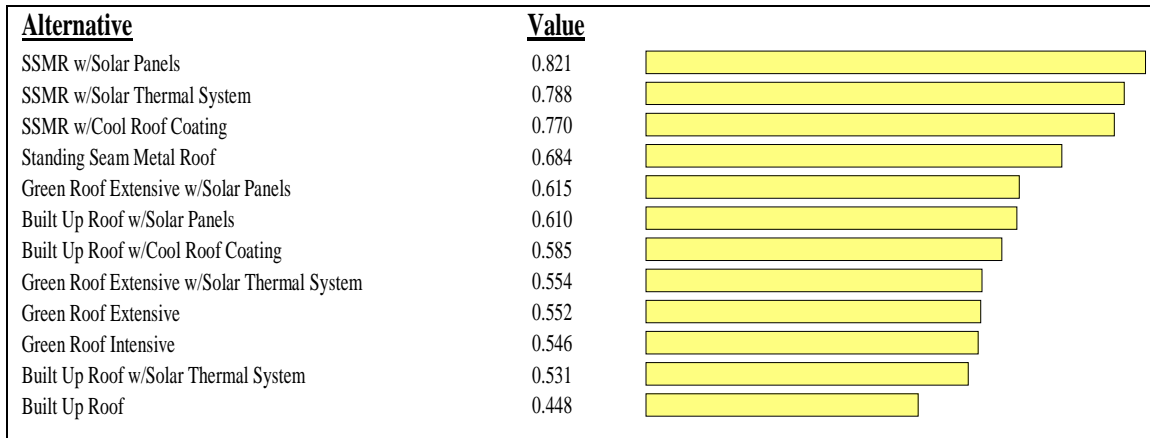 Alternative Value
SSMR w/Solar Panels 0.821
SSMR w/Solar Thermal System 0.788
SSMR w/Cool Roof Coating 0.770
Standing Seam Metal Roof 0.684
Green Roof Extensive w/Solar Panels 0.615
Built Up Roof w/Solar Panels 0.610
Built Up Roof w/Cool Roof Coating 0.585
Green Roof Extensive w/Solar Thermal System 0.554
Green Roof Extensive 0.552
Green Roof Intensive 0.546
Built Up Roof w/Solar Thermal System 0.531
Built Up Roof 0.448